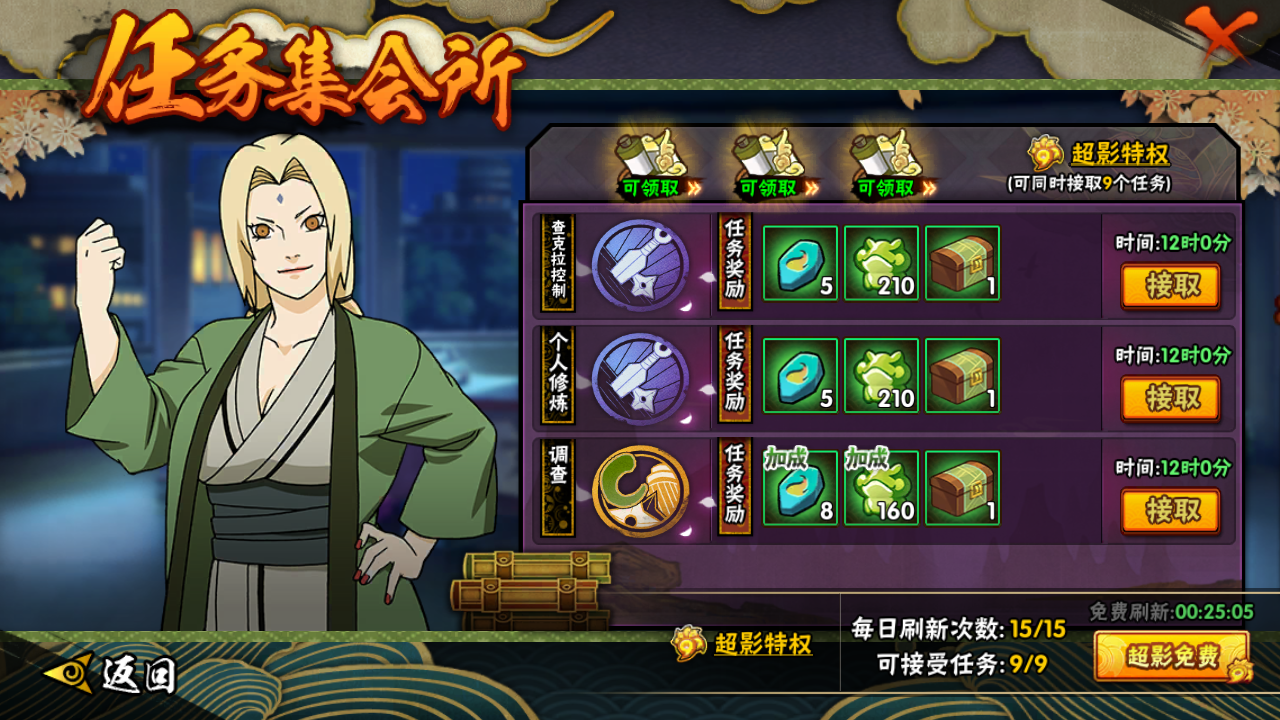 任务集会所
可领取
可领取
可领取
超影特权
(可同时接取9个任务)
查克拉控制
任务奖励
5
210
1
时间:12时0分
接取
个人修炼
任务奖励
5
210
1
时间:12时0分
接取
调查
任务奖励
加成
8
加成
160
1
时间:12时0分
接取
免费刷新:00:25:05
超影特权
每日刷新次数:15/15
可接受任务:9/9
超影免费
返回